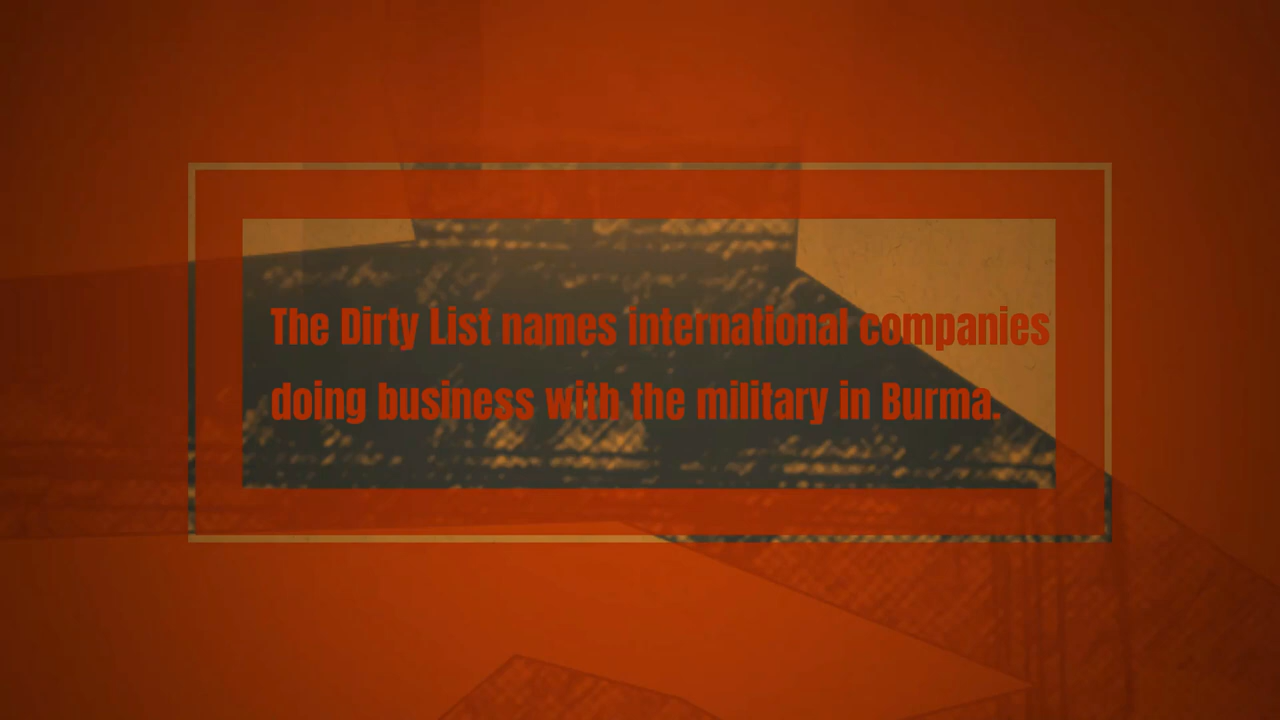 The Dirty List names international companies
doing business with the military in Burma.